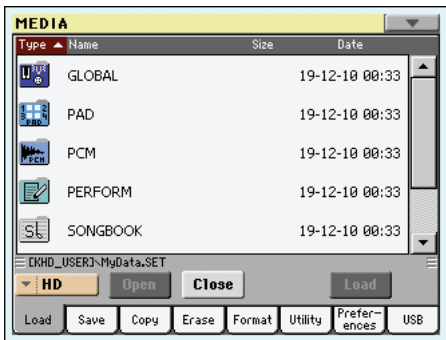 MEDIA
Type Name Size Date
GLOBAL 19-12-10 00:33
PAD 19-12-10 00:33
PCM PCM 19-12-10 00:33
PERFORM 19-12-10 00:33
SL SONGBOOK 19-12-10 00:33
[KHD_USER]\MyData.SET
HD Open Close Load
Load Save Copy Erase Format Utility Prefer-ences USB